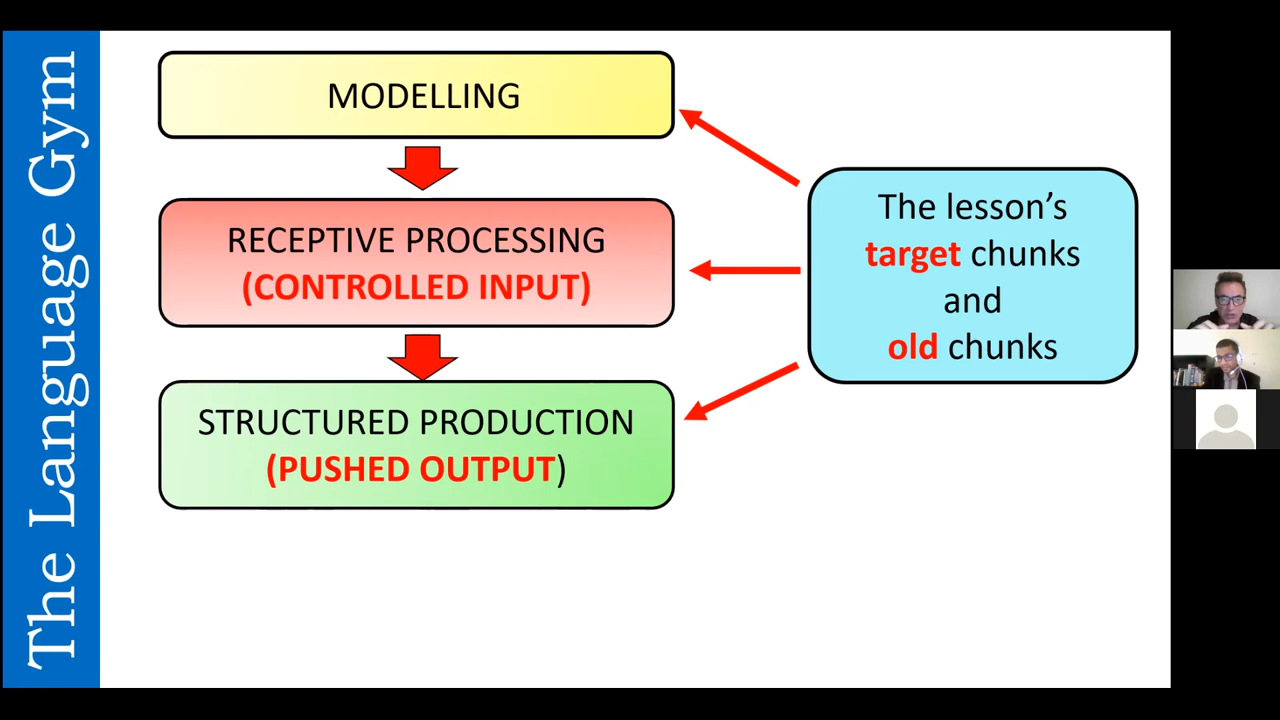 The Language Gym
MODELLING
RECEPTIVE PROCESSING
(CONTROLLED INPUT)
STRUCTURED PRODUCTION
(PUSHED OUTPUT)
The lesson's
target chunks
and
old chunks